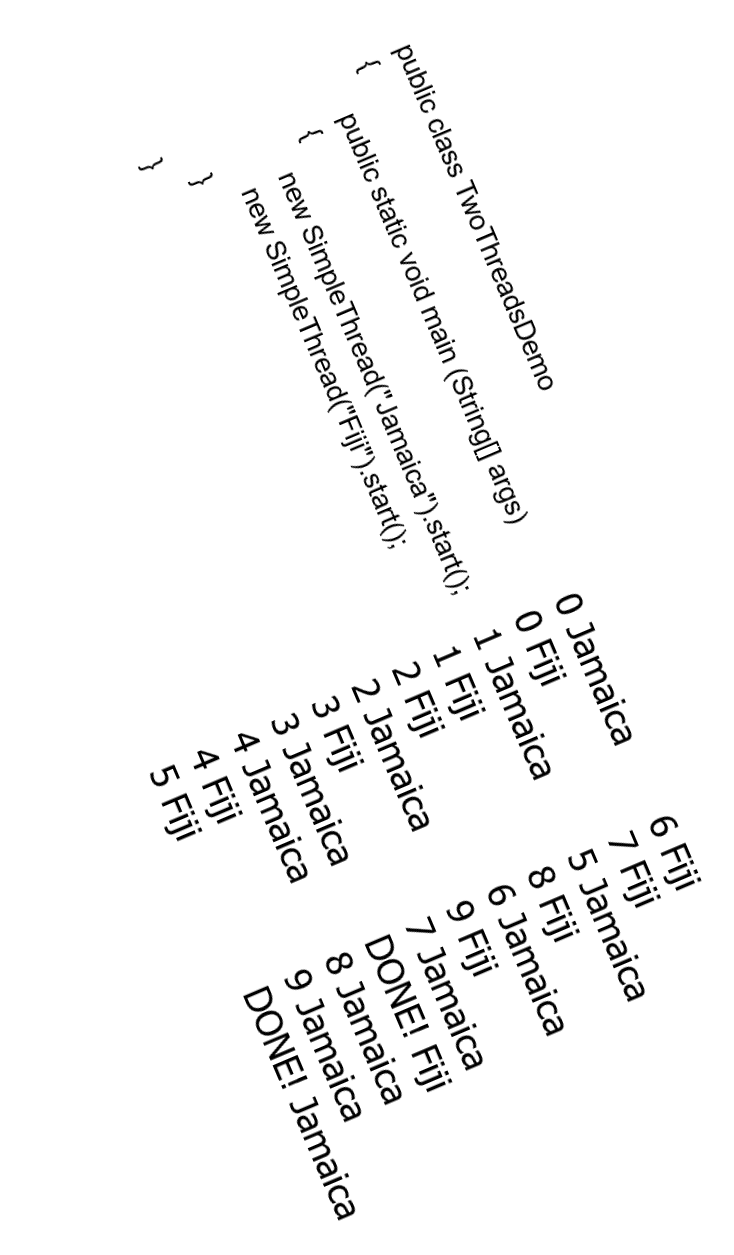 public class TwoThreadsDemo
{
public static void main (String[] args)
{
new SimpleThread("Jamaica").start();
new SimpleThread("Fiji").start();
}
}
0 Jamaica
0 Fiji
1 Jamaica
1 Fiji
2 Fiji
2 Jamaica
3 Fiji
3 Jamaica
4 Jamaica
4 Fiji
5 Fiji
6 Fiji
7 Fiji
5 Jamaica
8 Fiji
6 Jamaica
9 Fiji
7 Jamaica
DONE! Fiji
8 Jamaica
9 Jamaica
DONE! Jamaica